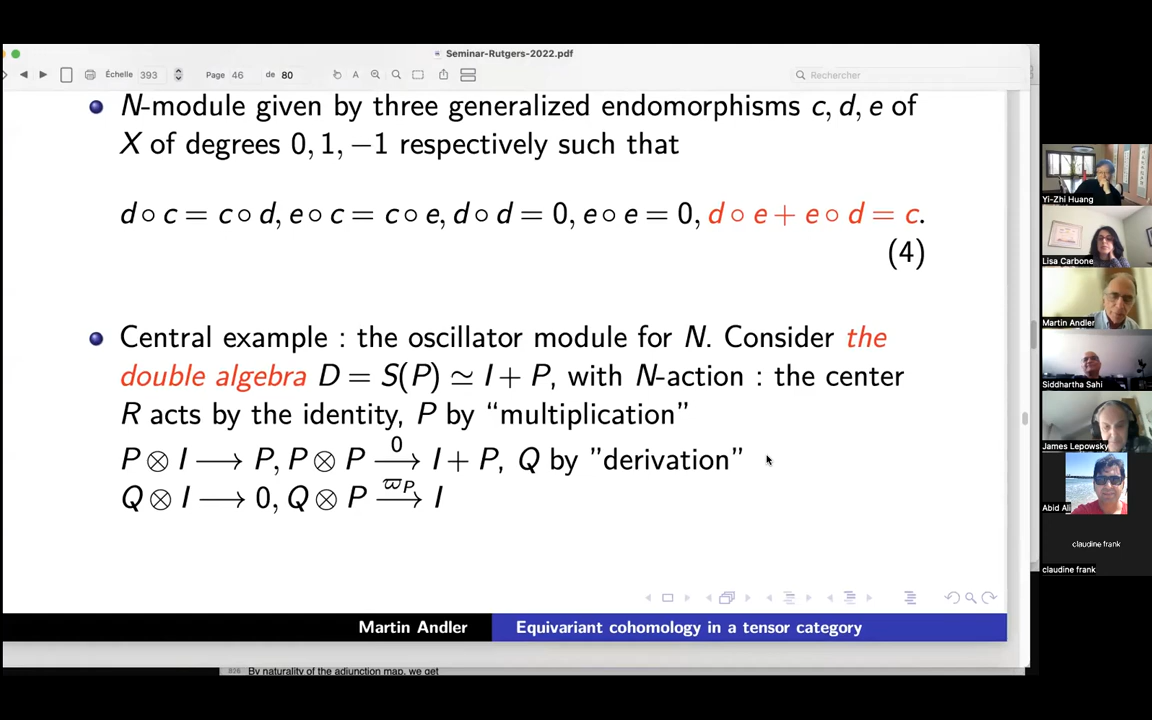 Seminar-Rutgers-2022.pdf
Échelle 393 Page 46 de 80 Rechercher
N-module given by three generalized endomorphisms c, d, e of
X of degrees 0, 1, −1 respectively such that
d ∘ c = c ∘ d, e ∘ c = c ∘ e, d ∘ d = 0, e ∘ e = 0, d ∘ e + e ∘ d = c.
(4)
Central example : the oscillator module for N. Consider the
double algebra D = S(P) ≃ I + P, with N-action : the center
R acts by the identity, P by “multiplication”
P ⊗ I ⟶ P, P ⊗ P ⟶^0 I + P, Q by ”derivation”
Q ⊗ I ⟶ 0, Q ⊗ P ⟶^{ϖ_P} I
Martin Andler Equivariant cohomology in a tensor category
By naturality of the adjunction map, we get
Yi-Zhi Huang
Lisa Carbone
Martin Andler
Siddhartha Sahi
James Lepowsky
Abid Ali
claudine frank
claudine frank